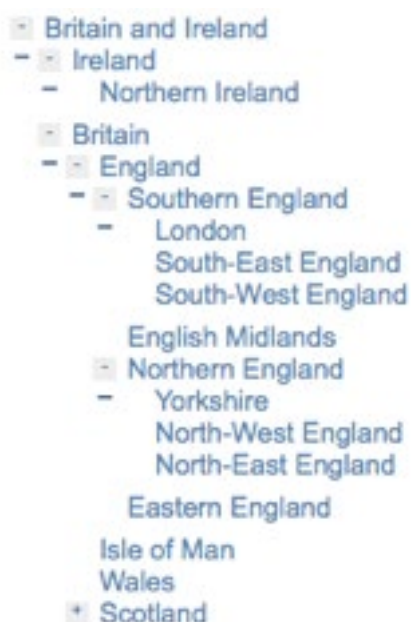 Britain and Ireland
Ireland
Northern Ireland
Britain
England
Southern England
London
South-East England
South-West England
English Midlands
Northern England
Yorkshire
North-West England
North-East England
Eastern England
Isle of Man
Wales
Scotland